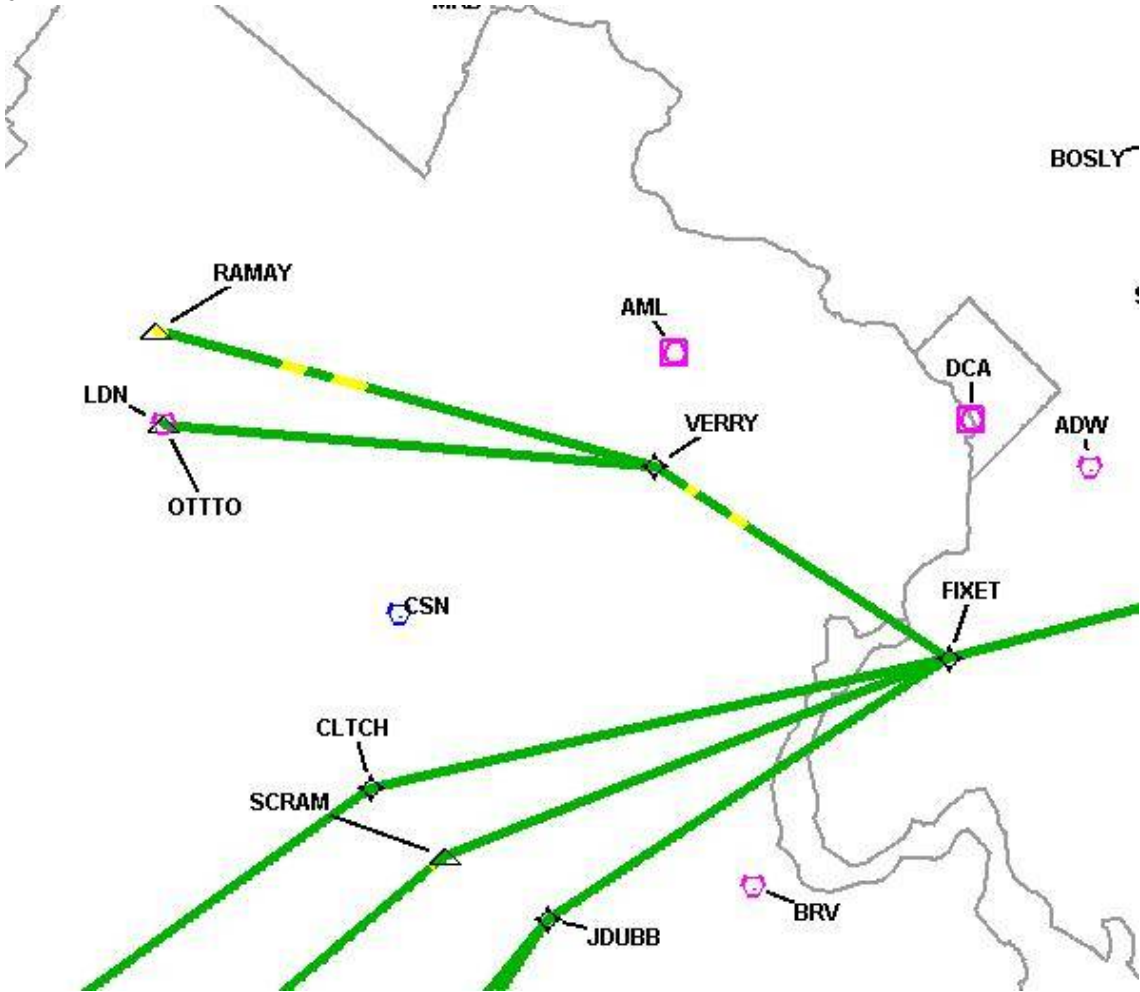 BOSLY
RAMAY
AML
DCA
LDN
VERRY
ADW
OTTTO
CSN
FIXET
CLTCH
SCRAM
BRV
JDUBB